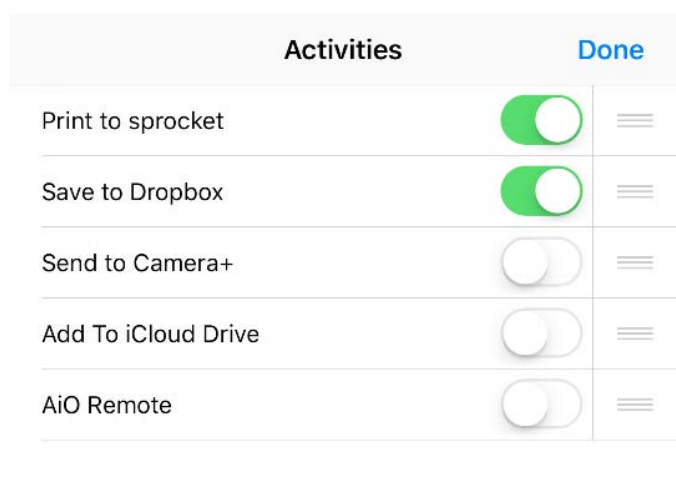 Activities Done
Print to sprocket
Save to Dropbox
Send to Camera+
Add To iCloud Drive
AiO Remote